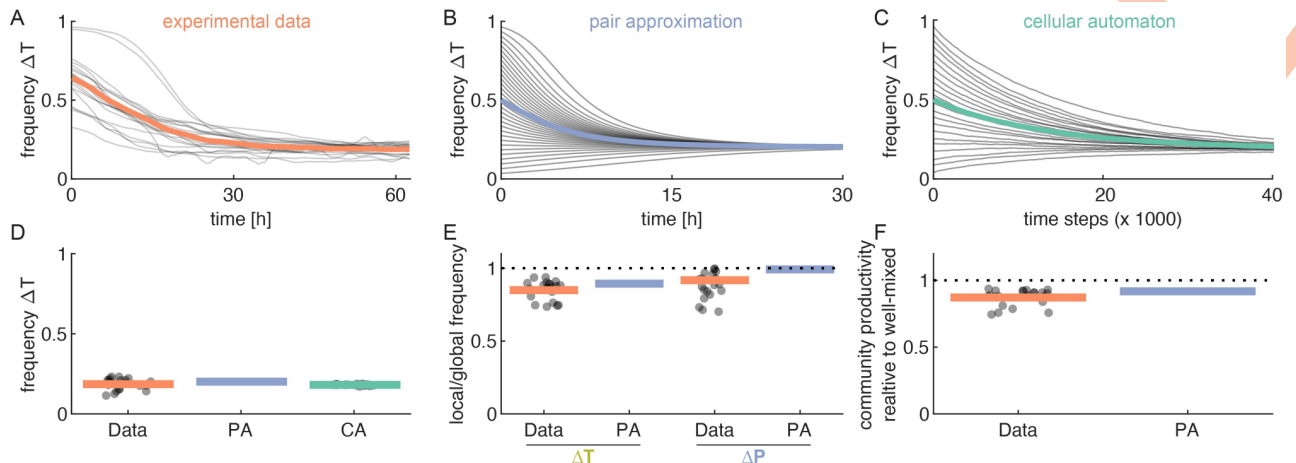 A
experimental data
frequency ΔT
1
0.5
0
0
30
60
time [h]
B
pair approximation
frequency ΔT
1
0.5
0
0
15
30
time [h]
C
cellular automaton
frequency ΔT
1
0.5
0
0
20
40
time steps (x 1000)
D
frequency ΔT
1
0.5
0
Data
PA
CA
E
local/global frequency
1
0.5
0
Data
PA
Data
PA
ΔT
ΔP
F
community productivity
realtive to well-mixed
1
0.5
0
Data
PA